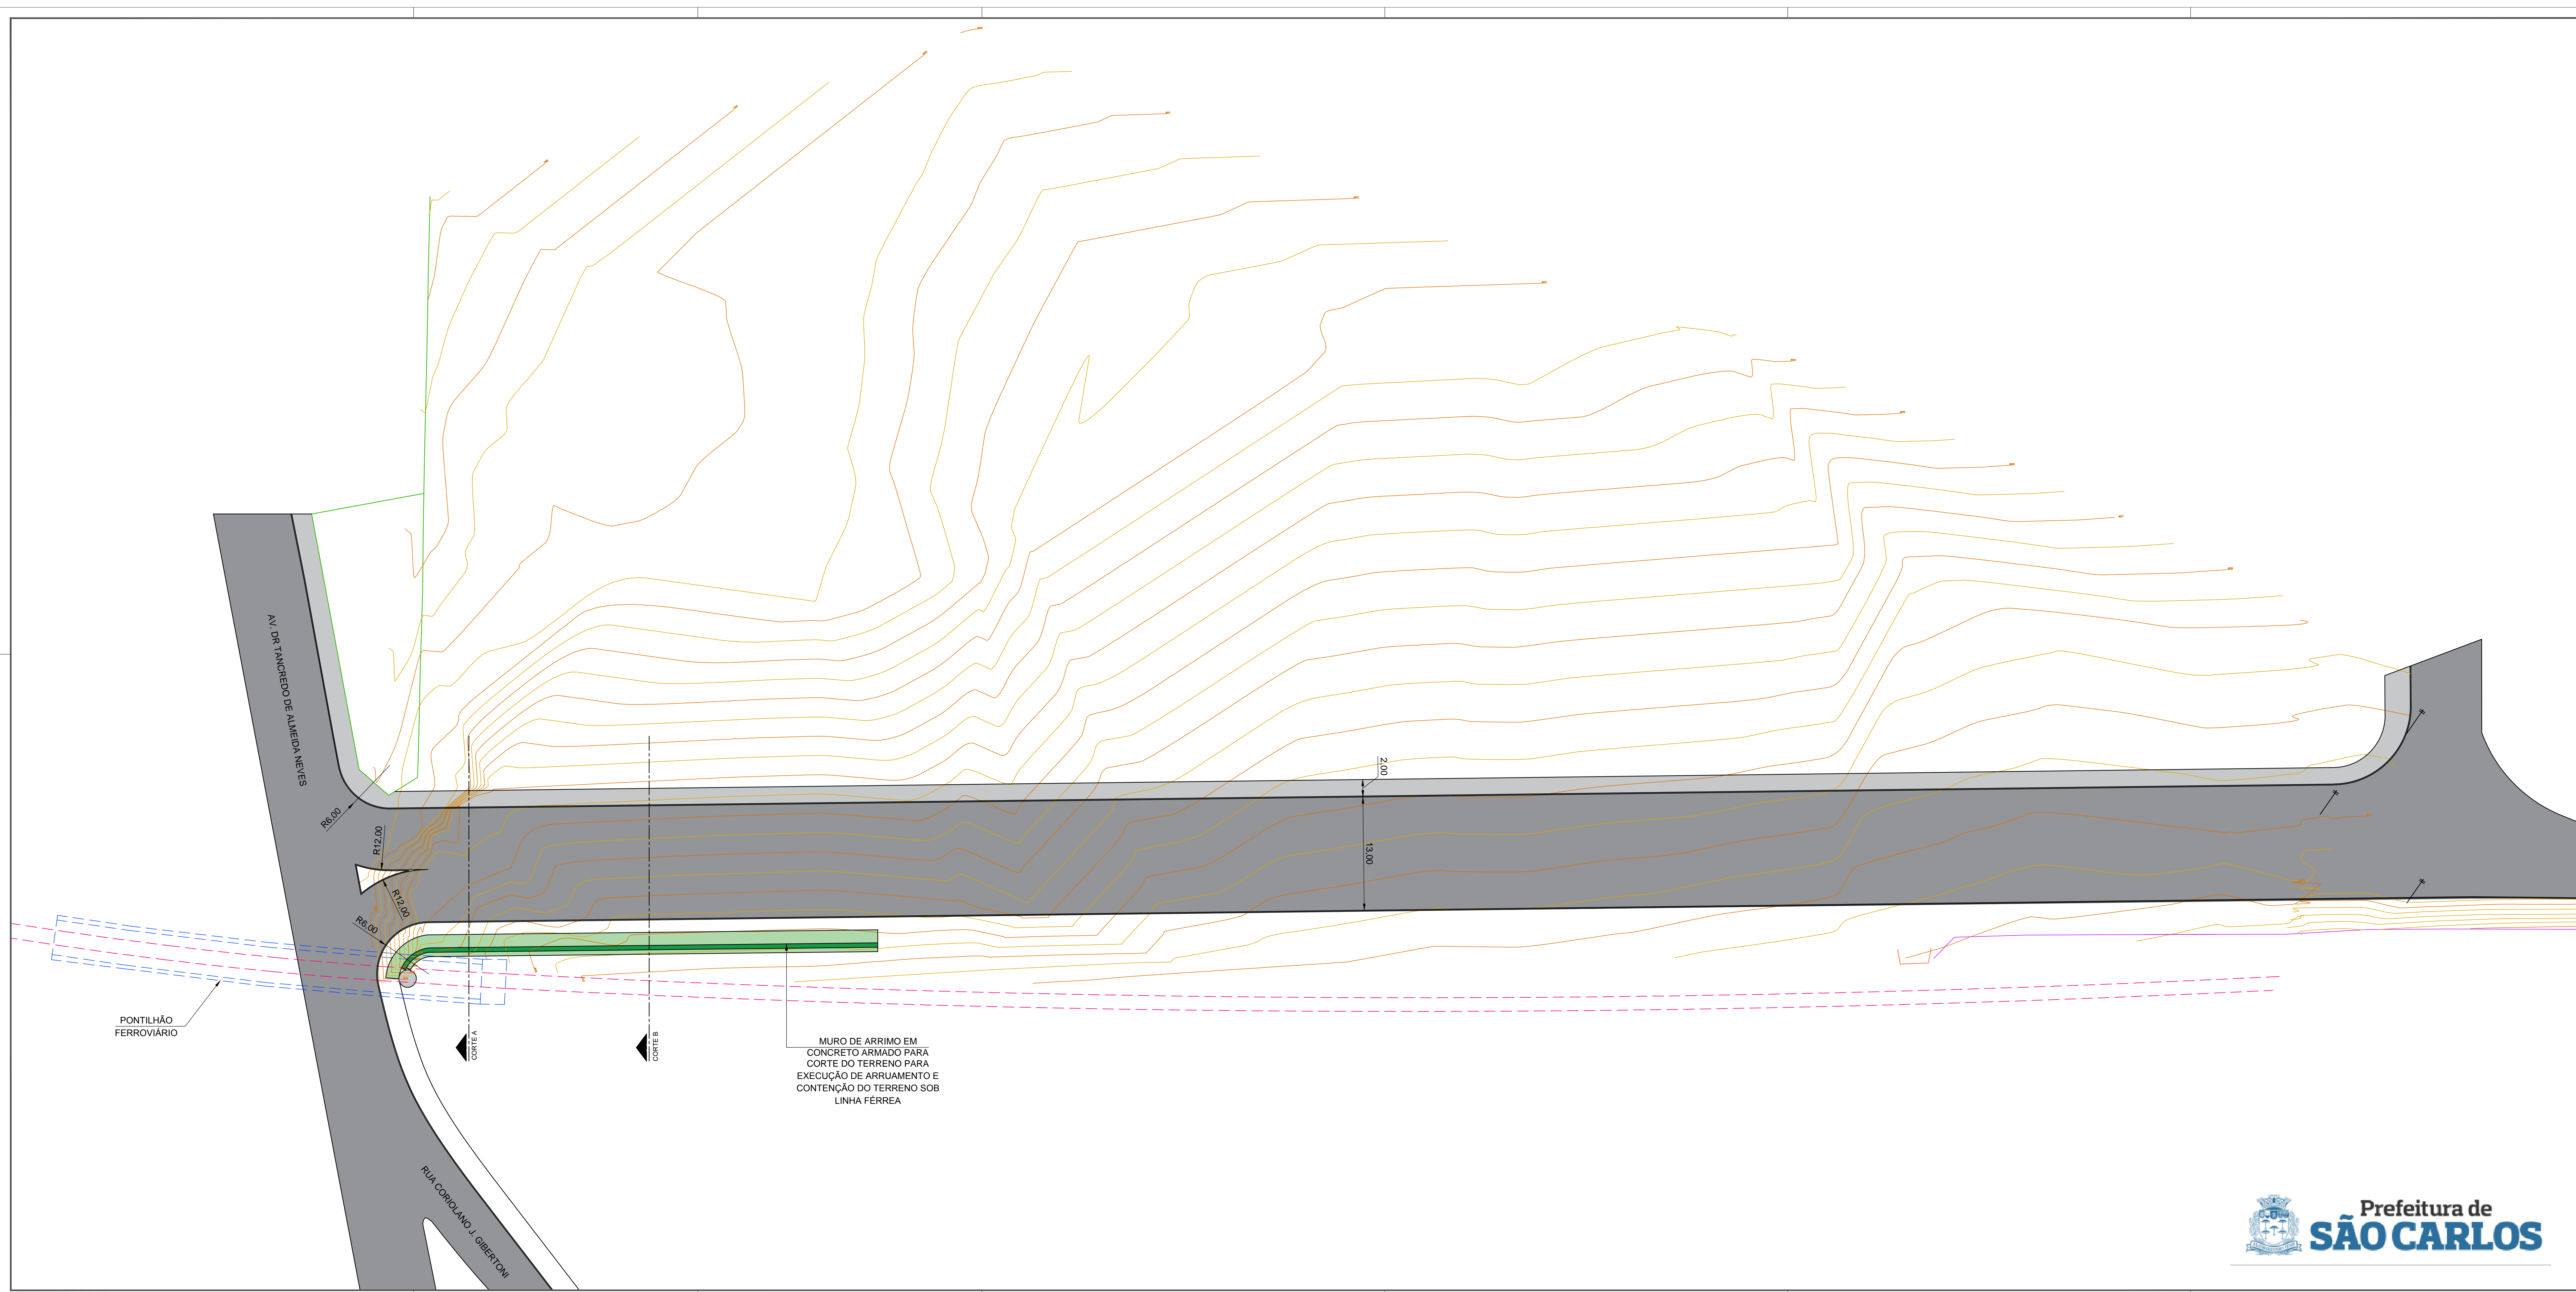 AV. DR TANCREDO DE ALMEIDA NEVES
R6,00
R12,00
R12,00
R6,00
2,00
13,00
PONTILHÃO
FERROVIÁRIO
CORTE A
CORTE B
MURO DE ARRIMO EM
CONCRETO ARMADO PARA
CORTE DO TERRENO PARA
EXECUÇÃO DE ARRUAMENTO E
CONTENÇÃO DO TERRENO SOB
LINHA FÉRREA
RUA CORIOLANO J. GIBERTONI
Prefeitura de
SÃO CARLOS